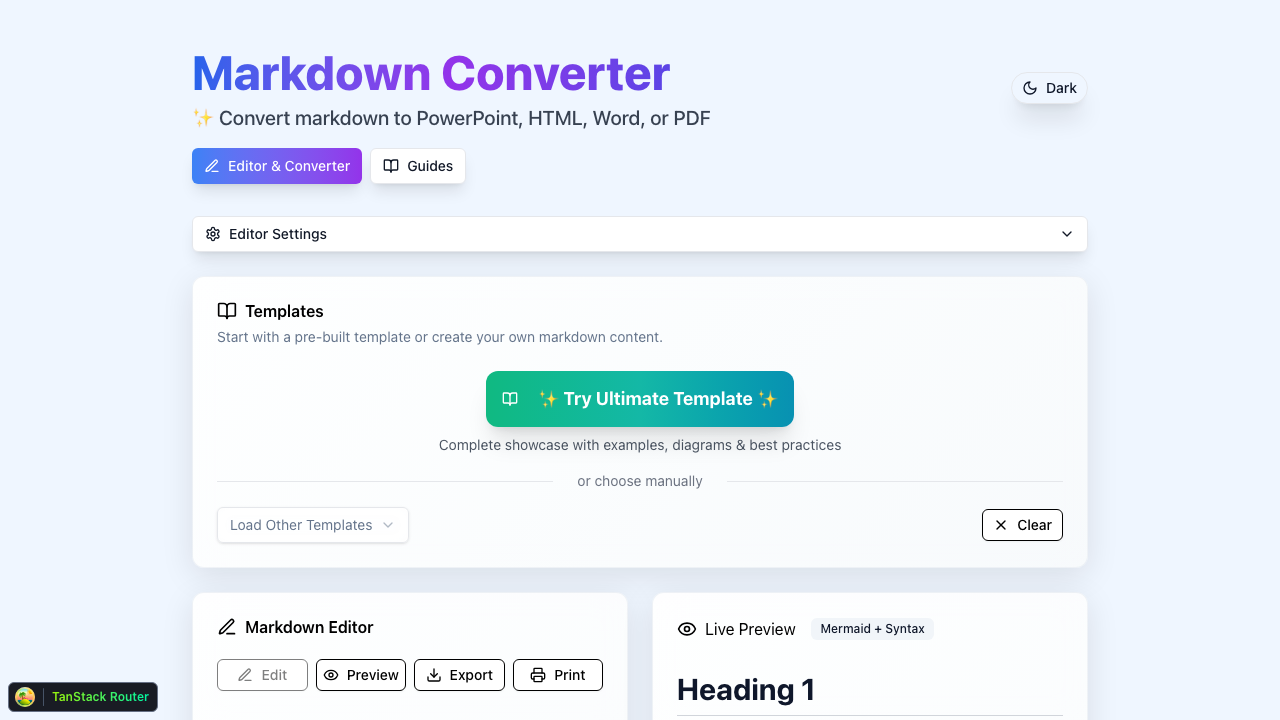 Markdown Converter
✨ Convert markdown to PowerPoint, HTML, Word, or PDF
Dark
Editor & Converter
Guides
Editor Settings
Templates
Start with a pre-built template or create your own markdown content.
✨ Try Ultimate Template ✨
Complete showcase with examples, diagrams & best practices
or choose manually
Load Other Templates
Clear
Markdown Editor
Edit
Preview
Export
Print
Live Preview
Mermaid + Syntax
Heading 1
TanStack Router